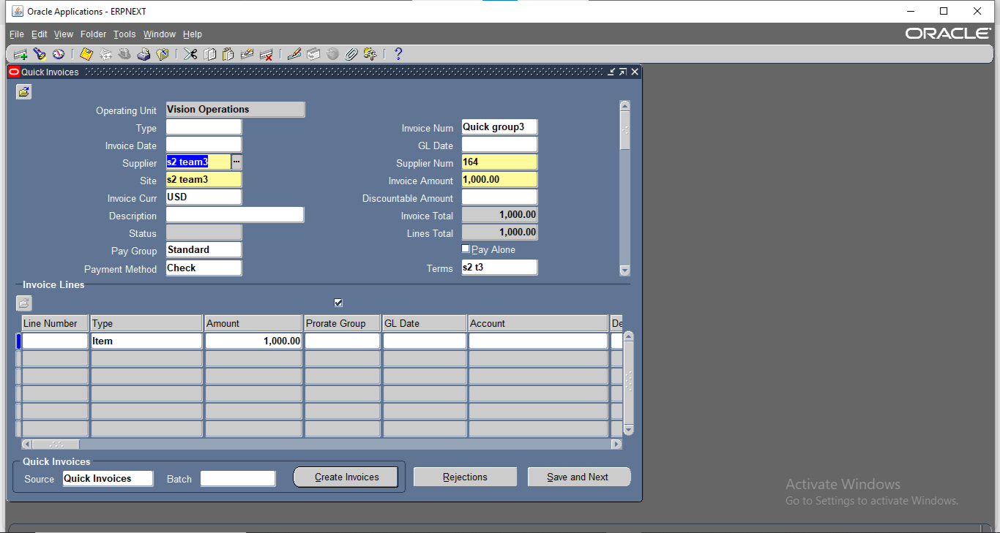 Oracle Applications - ERPNEXT
File Edit View Folder Tools Window Help
ORACLE
Quick Invoices
Operating Unit Vision Operations
Type Invoice Num Quick group3
Invoice Date GL Date
Supplier s2 team3 ... Supplier Num 164
Site s2 team3 Invoice Amount 1,000.00
Invoice Curr USD Discountable Amount
Description Invoice Total 1,000.00
Status Lines Total 1,000.00
Pay Group Standard Pay Alone
Payment Method Check Terms s2 t3
Invoice Lines
Line Number Type Amount Prorate Group GL Date Account De
Item 1,000.00
Quick Invoices
Source Quick Invoices Batch Create Invoices Rejections Save and Next
Activate Windows
Go to Settings to activate Windows.